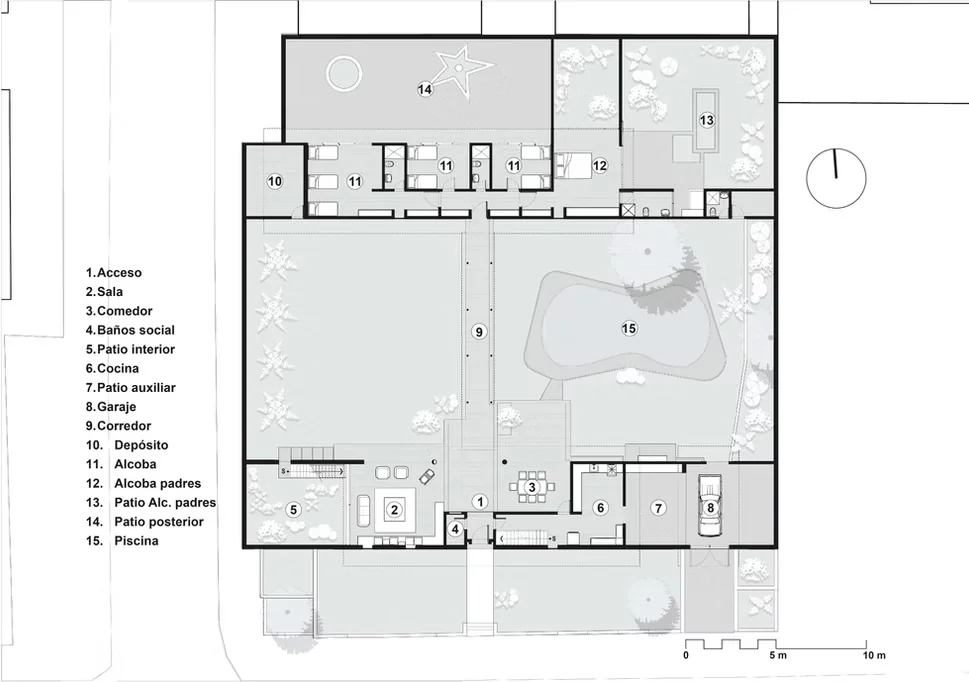 14
13
10
11
11
11
12
9
15
1.Acceso
2.Sala
3.Comedor
4.Baños social
5.Patio interior
6.Cocina
7.Patio auxiliar
8.Garaje
9.Corredor
10. Depósito
11. Alcoba
12. Alcoba padres
13. Patio Alc. padres
14. Patio posterior
15. Piscina
S
5
2
1
4
3
6
7
8
S
0 5 m 10 m